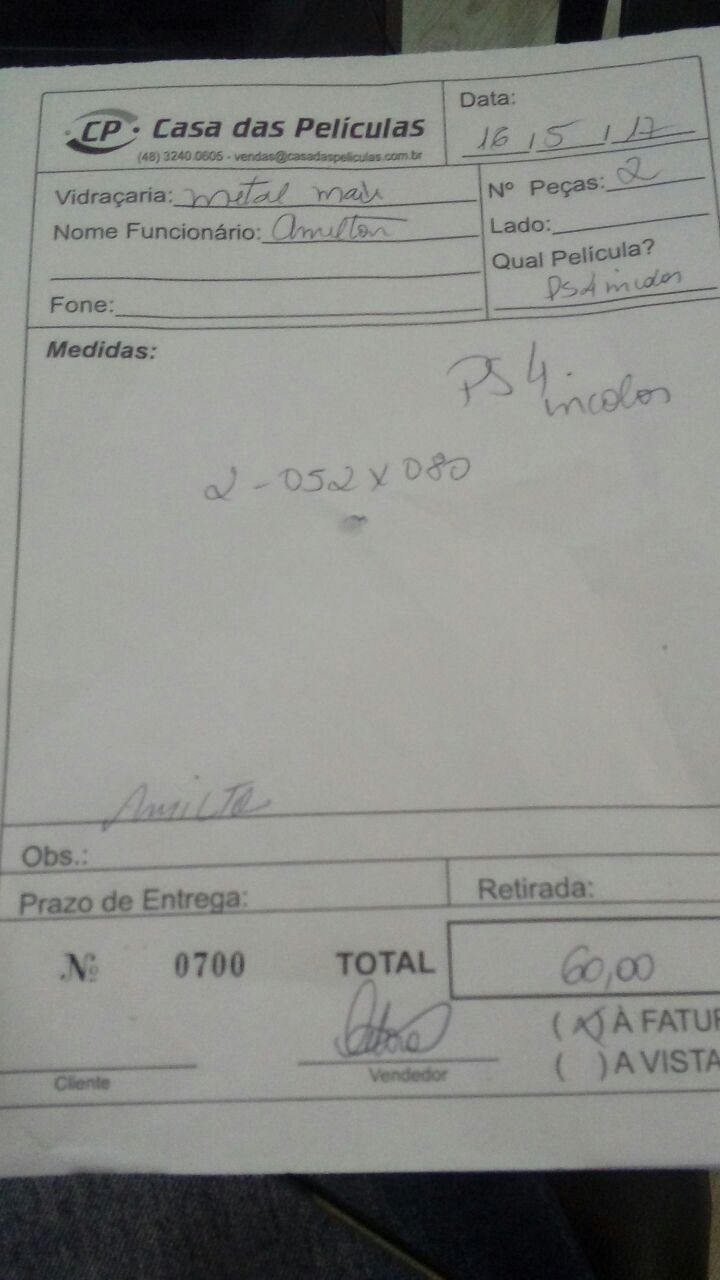 CP Casa das Películas
(48) 3240.0605 - vendas@casadaspeliculas.com.br
Data:
16 / 5 / 17
Vidraçaria: metal mais
Nome Funcionário: Amilton
Fone:
Nº Peças: 2
Lado:
Qual Película?
PS4 incolor
Medidas:
PS4 incolor
2 - 052 x 080
Obs.:
Prazo de Entrega:
Retirada:
Nº 0700
TOTAL 60,00
(X) À FATUR
( ) A VISTA
Cliente
Vendedor